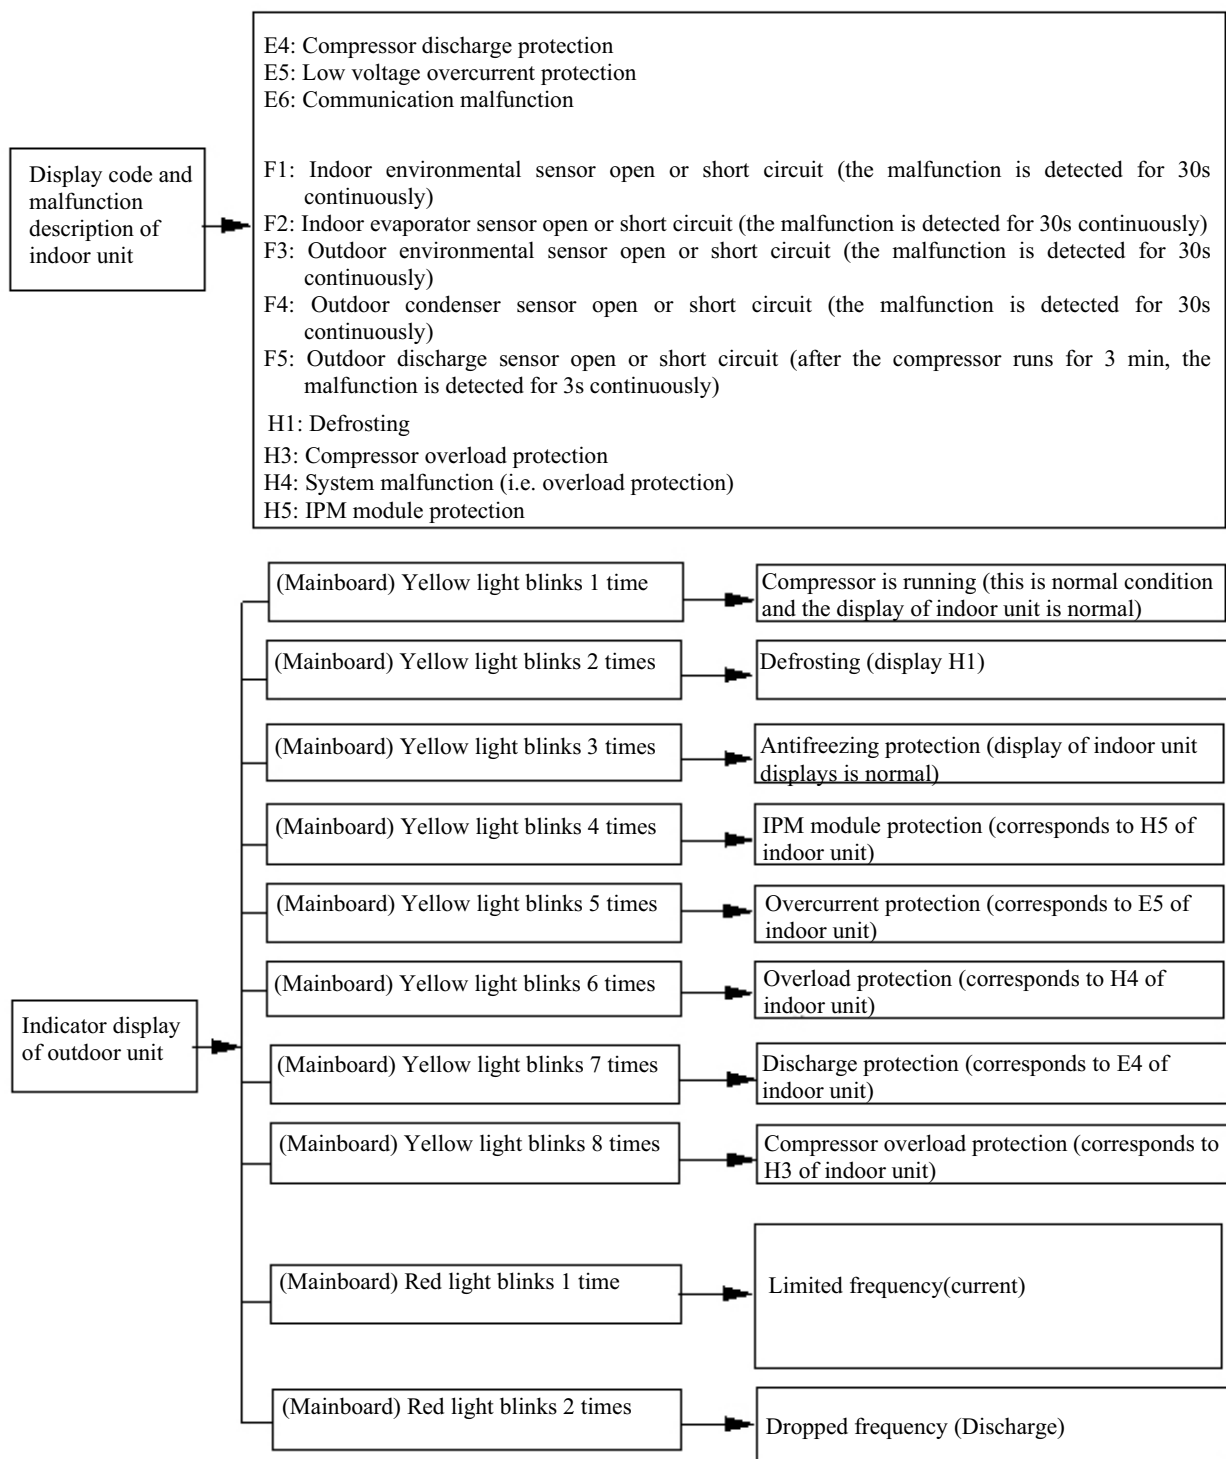 E4: Compressor discharge protection
E5: Low voltage overcurrent protection
E6: Communication malfunction
Display code and
malfunction
description of
indoor unit
F1: Indoor environmental sensor open or short circuit (the malfunction is detected for 30s
continuously)
F2: Indoor evaporator sensor open or short circuit (the malfunction is detected for 30s continuously)
F3: Outdoor environmental sensor open or short circuit (the malfunction is detected for 30s
continuously)
F4: Outdoor condenser sensor open or short circuit (the malfunction is detected for 30s
continuously)
F5: Outdoor discharge sensor open or short circuit (after the compressor runs for 3 min, the
malfunction is detected for 3s continuously)
H1: Defrosting
H3: Compressor overload protection
H4: System malfunction (i.e. overload protection)
H5: IPM module protection
(Mainboard) Yellow light blinks 1 time
Compressor is running (this is normal condition
and the display of indoor unit is normal)
(Mainboard) Yellow light blinks 2 times
Defrosting (display H1)
(Mainboard) Yellow light blinks 3 times
Antifreezing protection (display of indoor unit
displays is normal)
(Mainboard) Yellow light blinks 4 times
IPM module protection (corresponds to H5 of
indoor unit)
(Mainboard) Yellow light blinks 5 times
Overcurrent protection (corresponds to E5 of
indoor unit)
(Mainboard) Yellow light blinks 6 times
Overload protection (corresponds to H4 of
indoor unit)
Indicator display
of outdoor unit
(Mainboard) Yellow light blinks 7 times
Discharge protection (corresponds to E4 of
indoor unit)
(Mainboard) Yellow light blinks 8 times
Compressor overload protection (corresponds to
H3 of indoor unit)
(Mainboard) Red light blinks 1 time
Limited frequency(current)
(Mainboard) Red light blinks 2 times
Dropped frequency (Discharge)